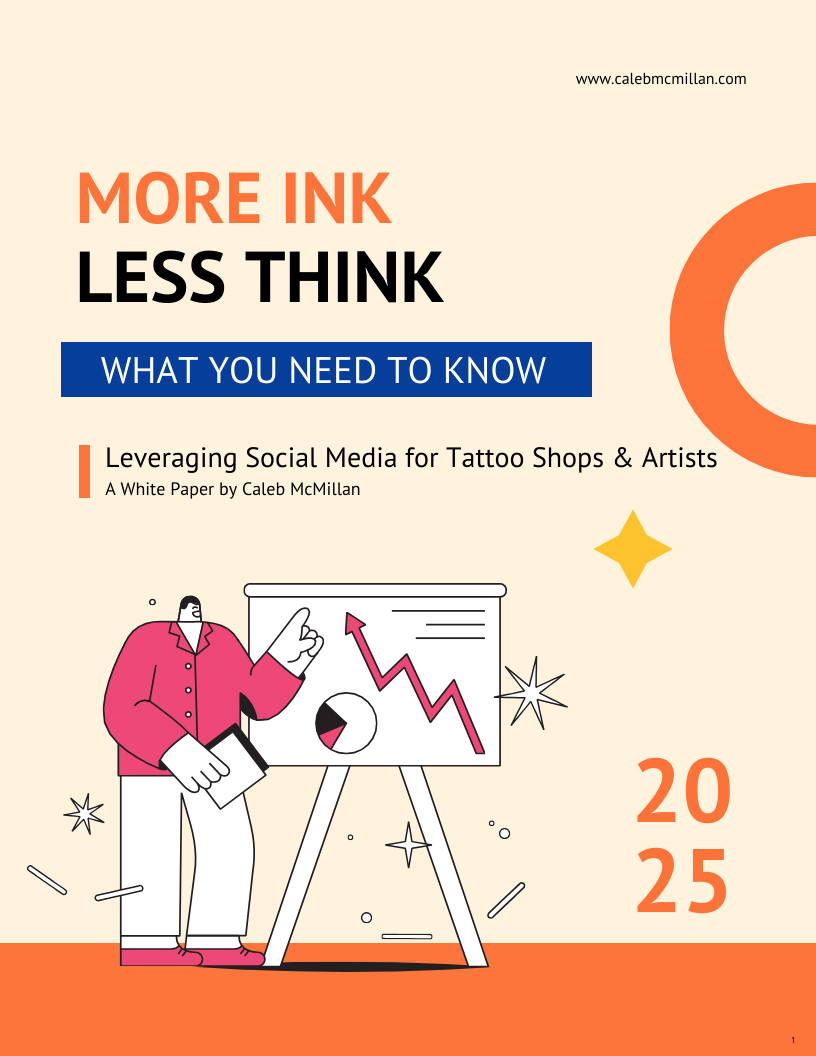 www.calebmcmillan.com
MORE INK
LESS THINK
WHAT YOU NEED TO KNOW
Leveraging Social Media for Tattoo Shops & Artists
A White Paper by Caleb McMillan
20
25
1